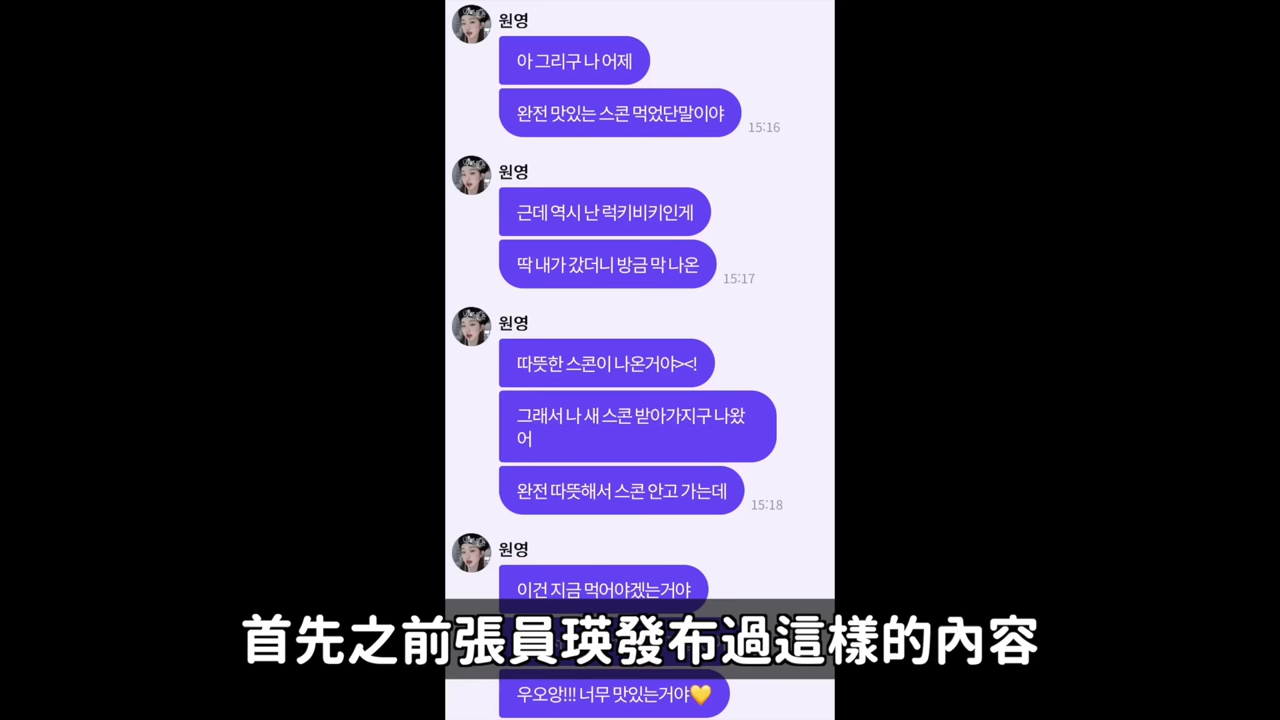 원영
아 그리구 나 어제
완전 맛있는 스콘 먹었단말이야
15:16
원영
근데 역시 난 럭키비키인게
딱 내가 갔더니 방금 막 나온
15:17
원영
따뜻한 스콘이 나온거야><!
그래서 나 새 스콘 받아가지구 나왔
어
완전 따뜻해서 스콘 안고 가는데
15:18
원영
이건 지금 먹어야겠는거야
首先之前張員瑛發布過這樣的內容
우오앙!!! 너무 맛있는거야💛